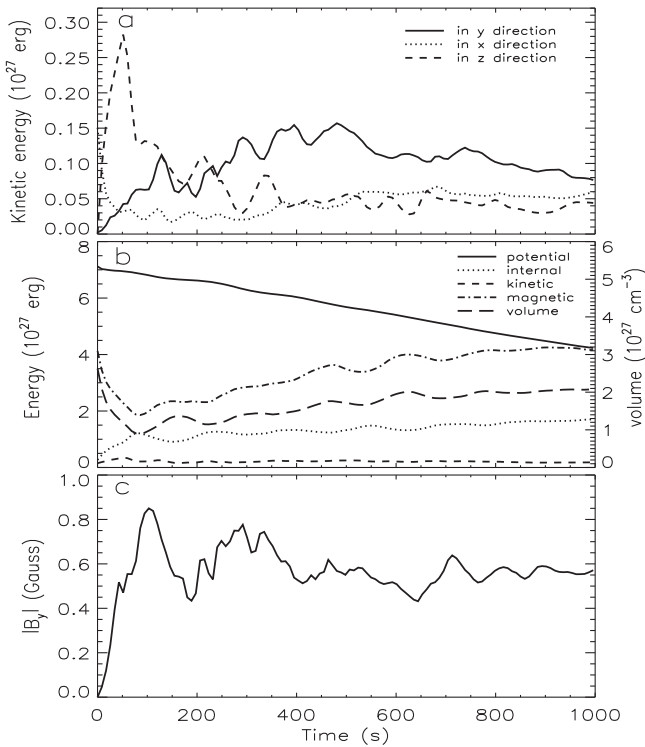 a
in y direction
in x direction
in z direction
Kinetic energy (10^27 erg)
0.30
0.25
0.20
0.15
0.10
0.05
0.00
b
potential
internal
kinetic
magnetic
volume
Energy (10^27 erg)
8
6
4
2
0
volume (10^27 cm^-3)
6
5
4
3
2
1
0
c
|B_y| (Gauss)
1.0
0.8
0.6
0.4
0.2
0.0
0 200 400 600 800 1000
Time (s)